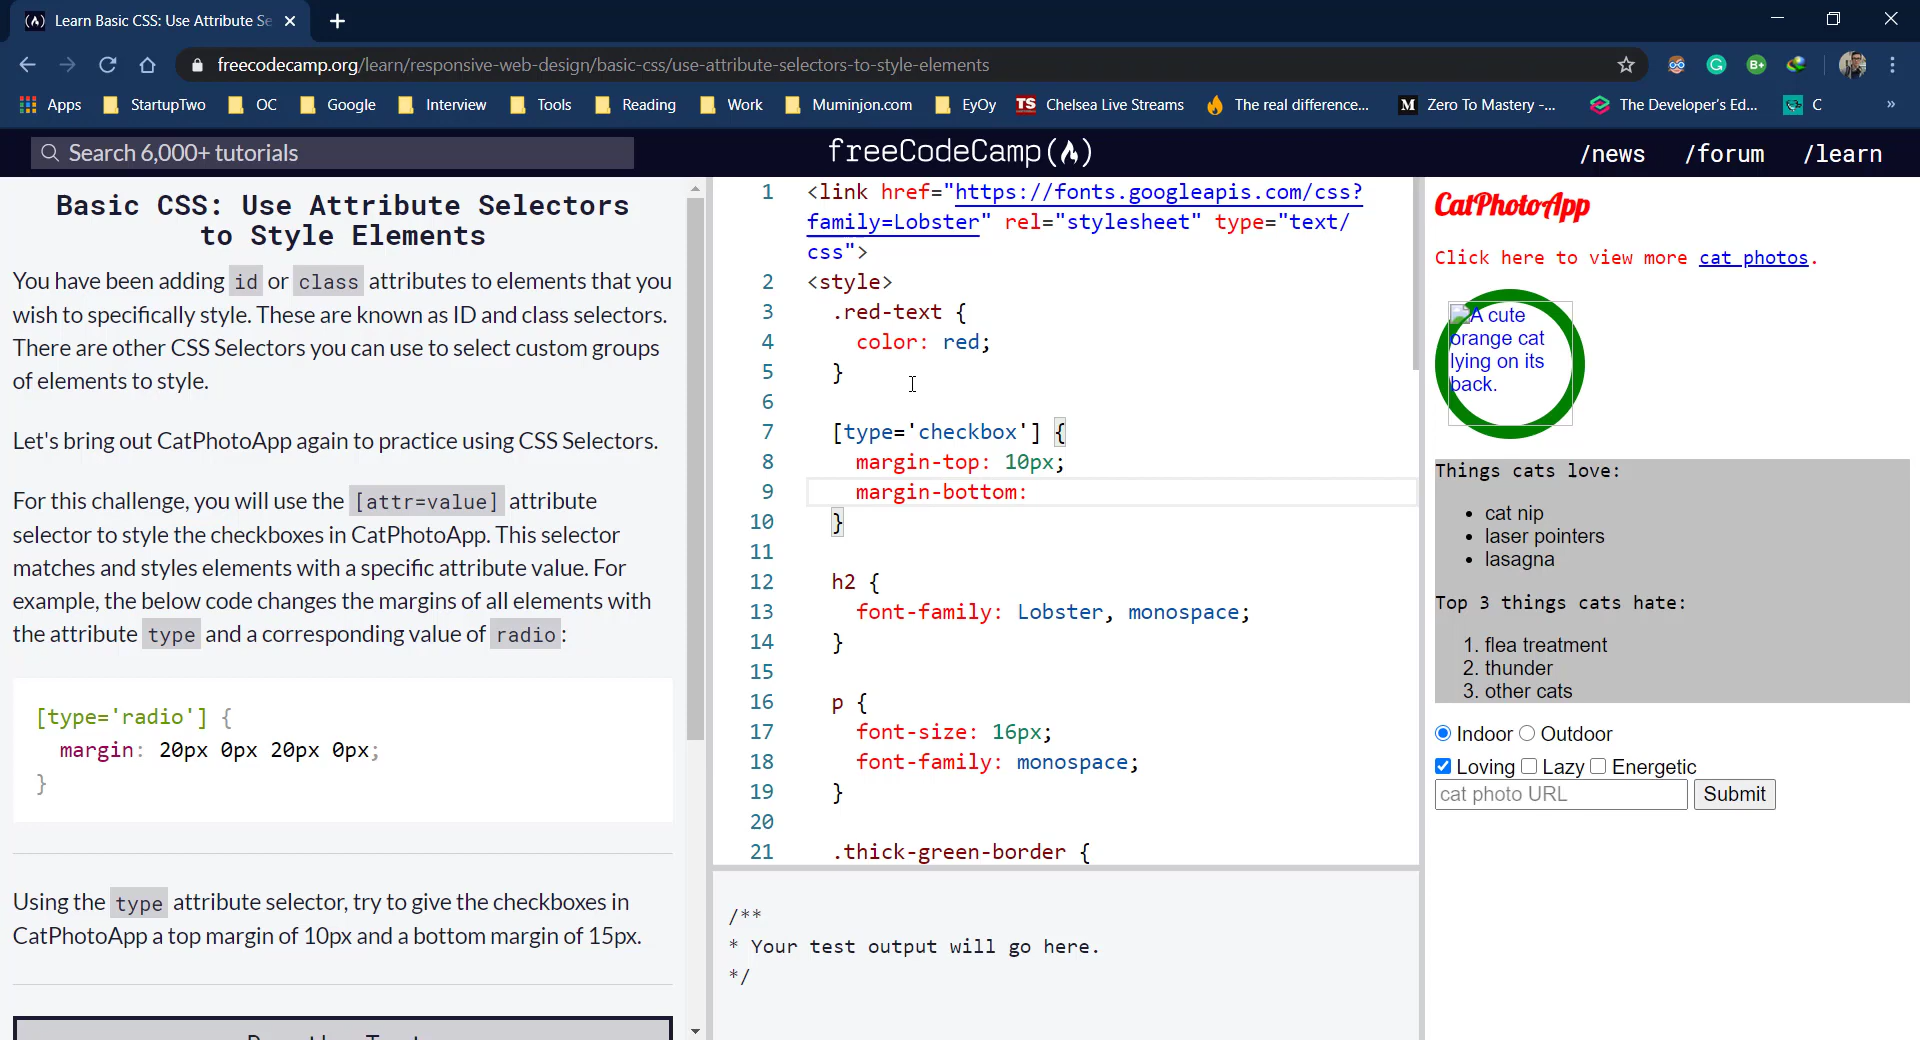 Learn Basic CSS: Use Attribute Se
freecodecamp.org/learn/responsive-web-design/basic-css/use-attribute-selectors-to-style-elements
Apps StartupTwo OC Google Interview Tools Reading Work Muminjon.com EyOy TS Chelsea Live Streams The real difference... M Zero To Mastery -... The Developer's Ed... C »
Search 6,000+ tutorials
freeCodeCamp(🔥)
/news /forum /learn
Basic CSS: Use Attribute Selectors
to Style Elements
You have been adding id or class attributes to elements that you
wish to specifically style. These are known as ID and class selectors.
There are other CSS Selectors you can use to select custom groups
of elements to style.
Let's bring out CatPhotoApp again to practice using CSS Selectors.
For this challenge, you will use the [attr=value] attribute
selector to style the checkboxes in CatPhotoApp. This selector
matches and styles elements with a specific attribute value. For
example, the below code changes the margins of all elements with
the attribute type and a corresponding value of radio:
[type='radio'] {
margin: 20px 0px 20px 0px;
}
Using the type attribute selector, try to give the checkboxes in
CatPhotoApp a top margin of 10px and a bottom margin of 15px.
1 <link href="https://fonts.googleapis.com/css?
family=Lobster" rel="stylesheet" type="text/
css">
2 <style>
3 .red-text {
4 color: red;
5 }
6
7 [type='checkbox'] {
8 margin-top: 10px;
9 margin-bottom:
10 }
11
12 h2 {
13 font-family: Lobster, monospace;
14 }
15
16 p {
17 font-size: 16px;
18 font-family: monospace;
19 }
20
21 .thick-green-border {
/**
* Your test output will go here.
*/
CatPhotoApp
Click here to view more cat photos.
A cute
orange cat
lying on its
back.
Things cats love:
• cat nip
• laser pointers
• lasagna
Top 3 things cats hate:
1. flea treatment
2. thunder
3. other cats
Indoor Outdoor
Loving Lazy Energetic
cat photo URL Submit